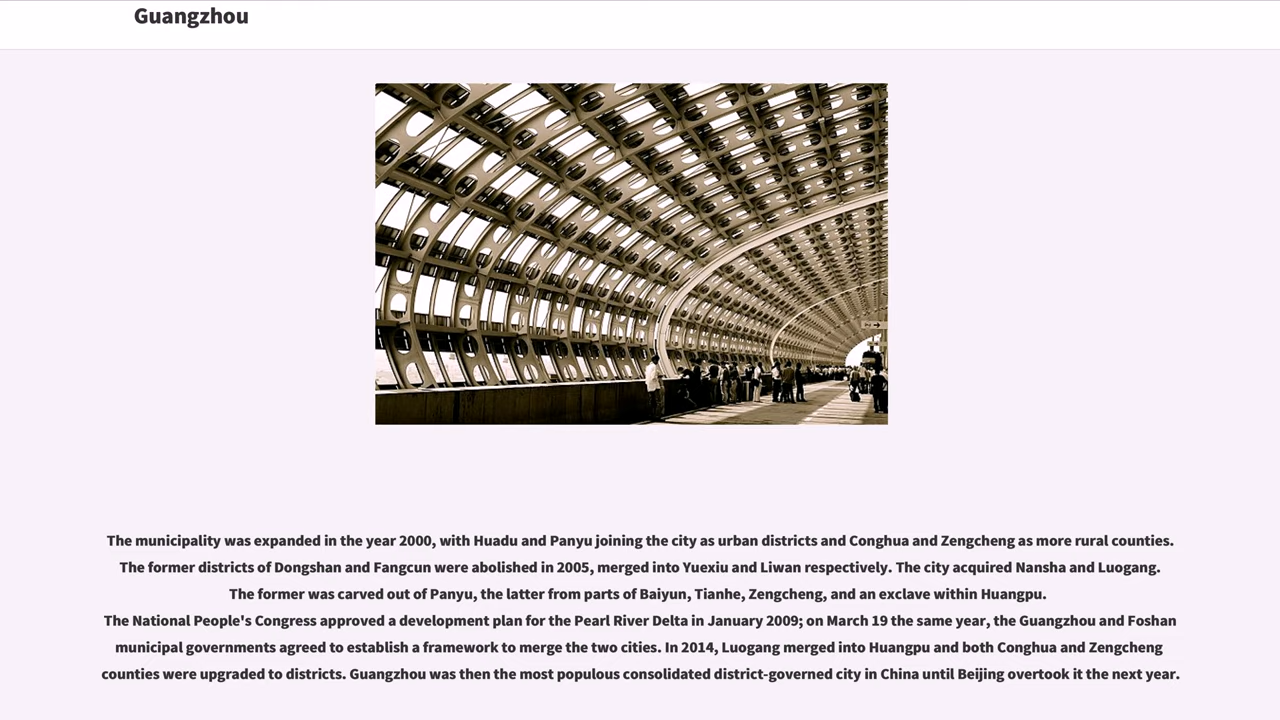 Guangzhou
The municipality was expanded in the year 2000, with Huadu and Panyu joining the city as urban districts and Conghua and Zengcheng as more rural counties.
The former districts of Dongshan and Fangcun were abolished in 2005, merged into Yuexiu and Liwan respectively. The city acquired Nansha and Luogang.
The former was carved out of Panyu, the latter from parts of Baiyun, Tianhe, Zengcheng, and an exclave within Huangpu.
The National People's Congress approved a development plan for the Pearl River Delta in January 2009; on March 19 the same year, the Guangzhou and Foshan
municipal governments agreed to establish a framework to merge the two cities. In 2014, Luogang merged into Huangpu and both Conghua and Zengcheng
counties were upgraded to districts. Guangzhou was then the most populous consolidated district-governed city in China until Beijing overtook it the next year.